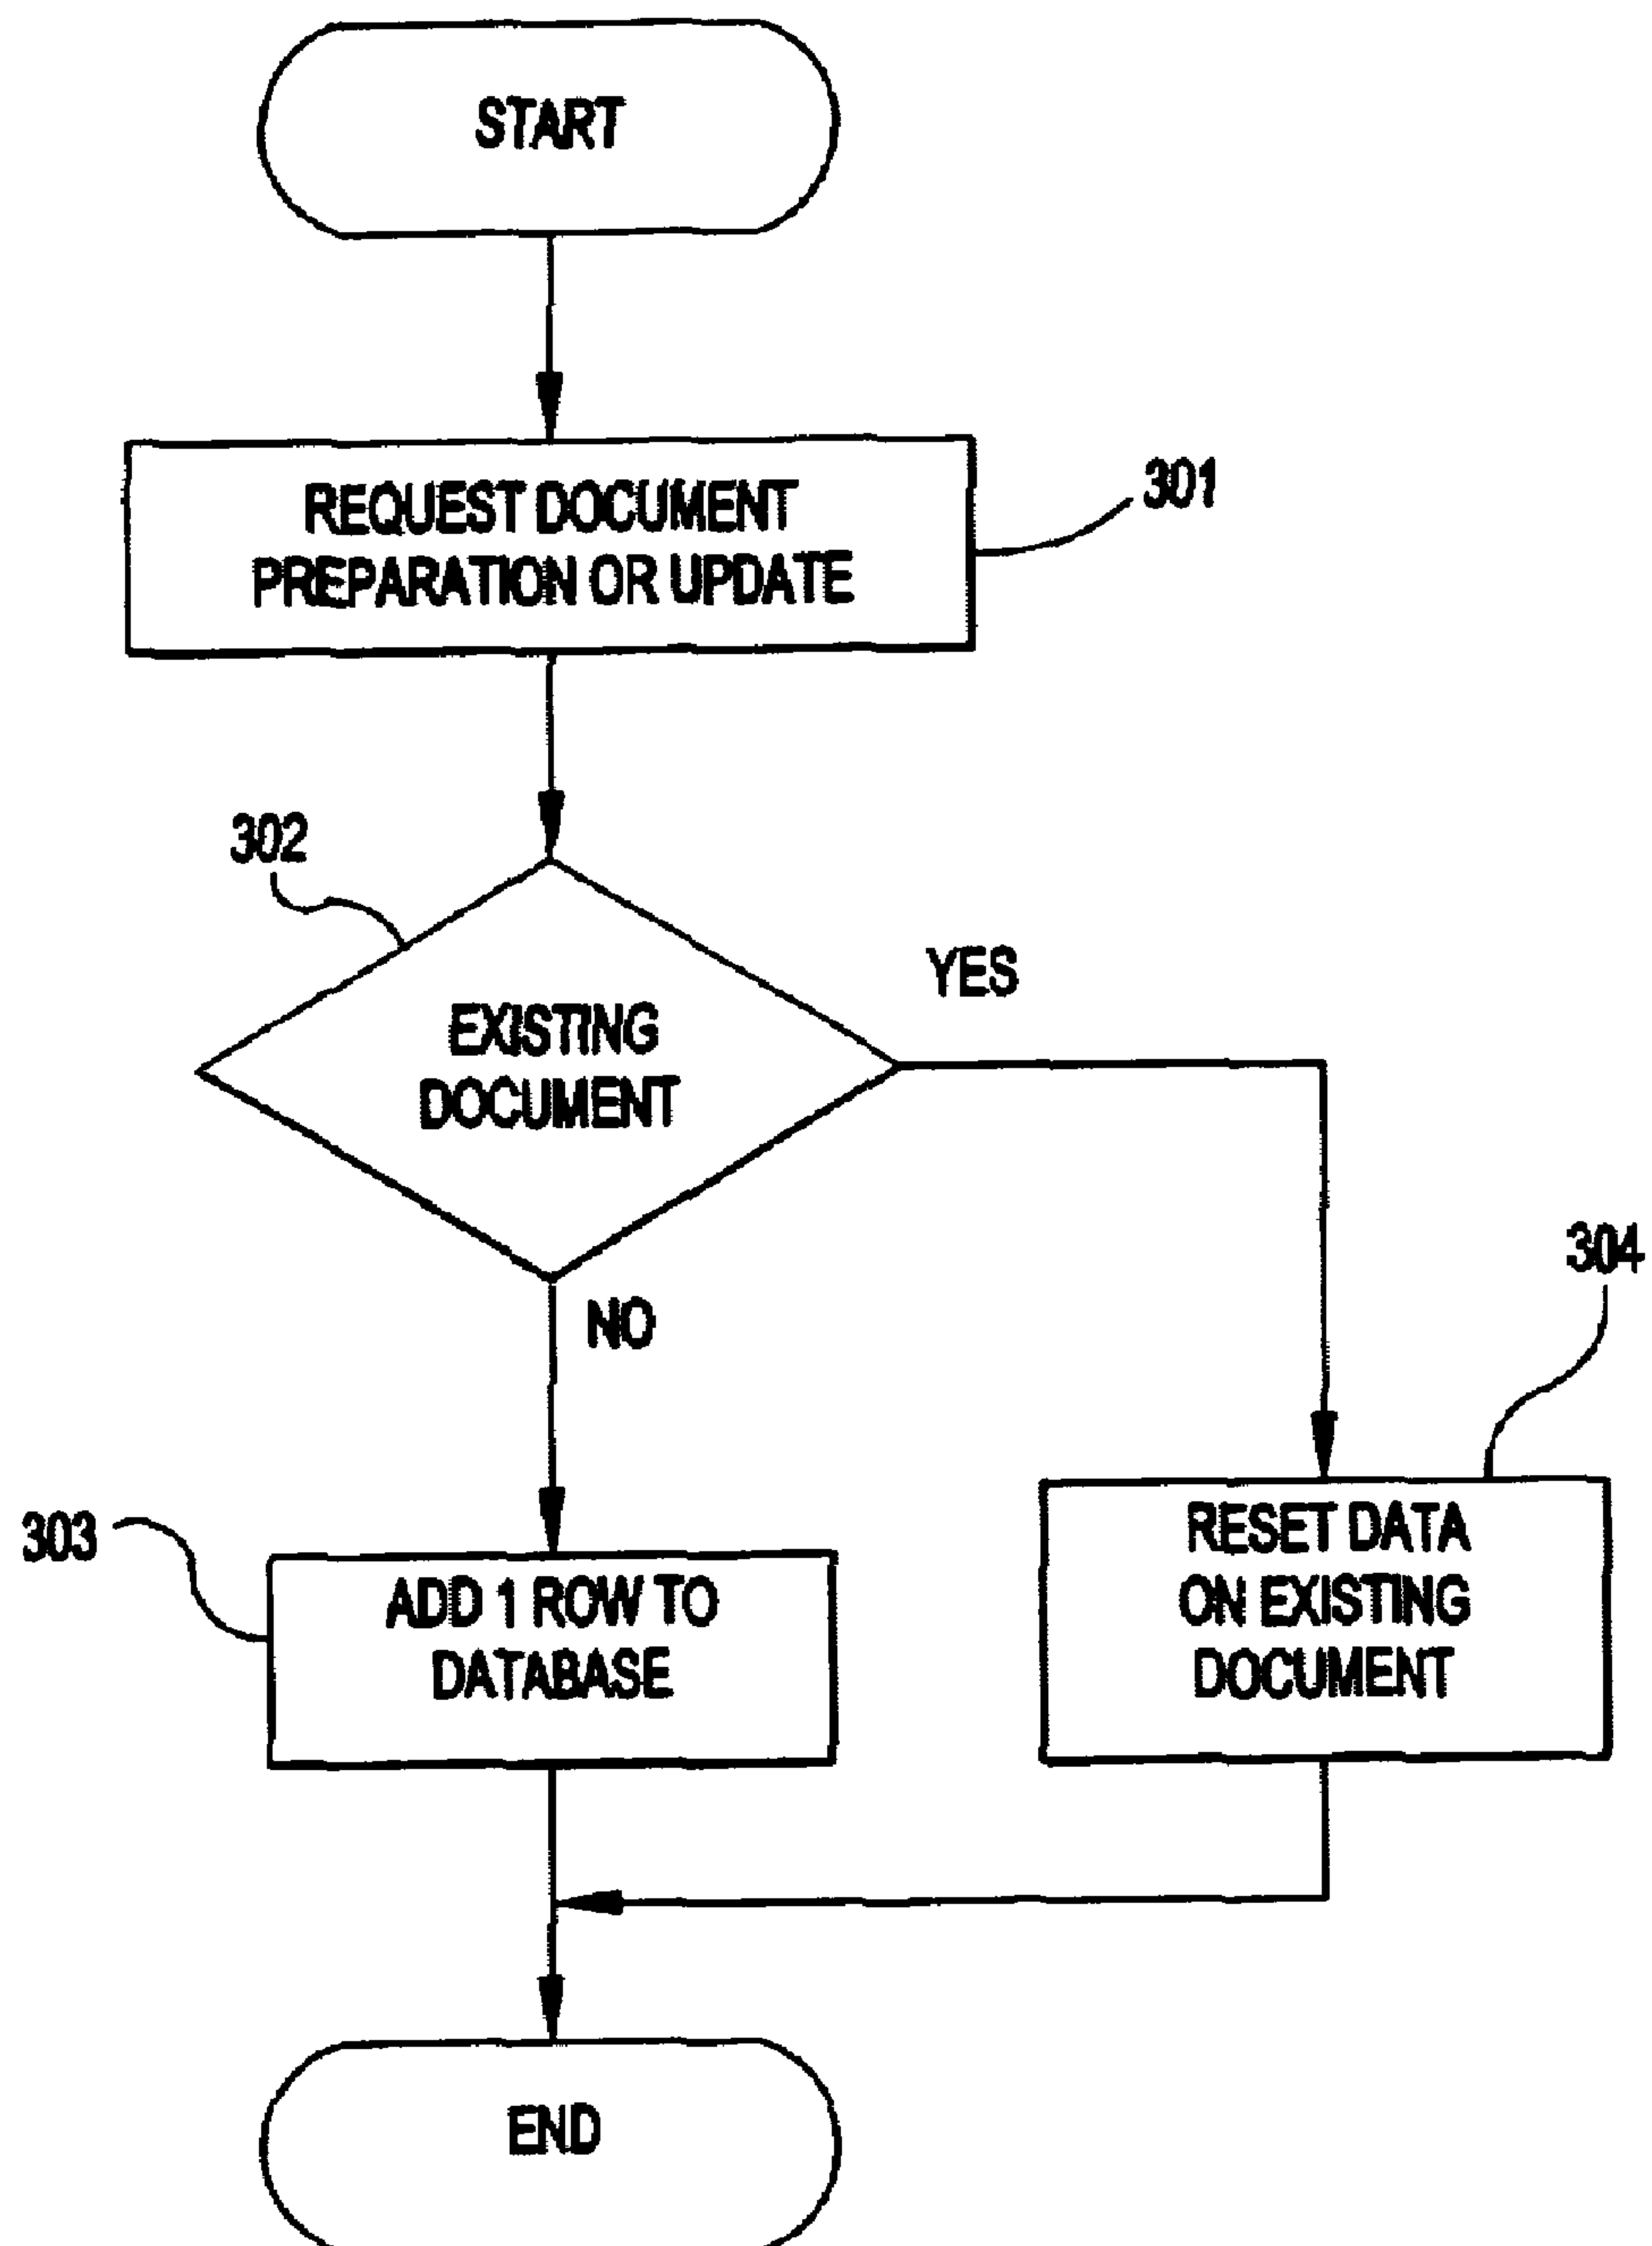 START
REQUEST DOCUMENT
PREPARATION OR UPDATE
301
302
EXISTING
DOCUMENT
YES
NO
304
303
ADD 1 ROW TO
DATABASE
RESET DATA
ON EXISTING
DOCUMENT
END